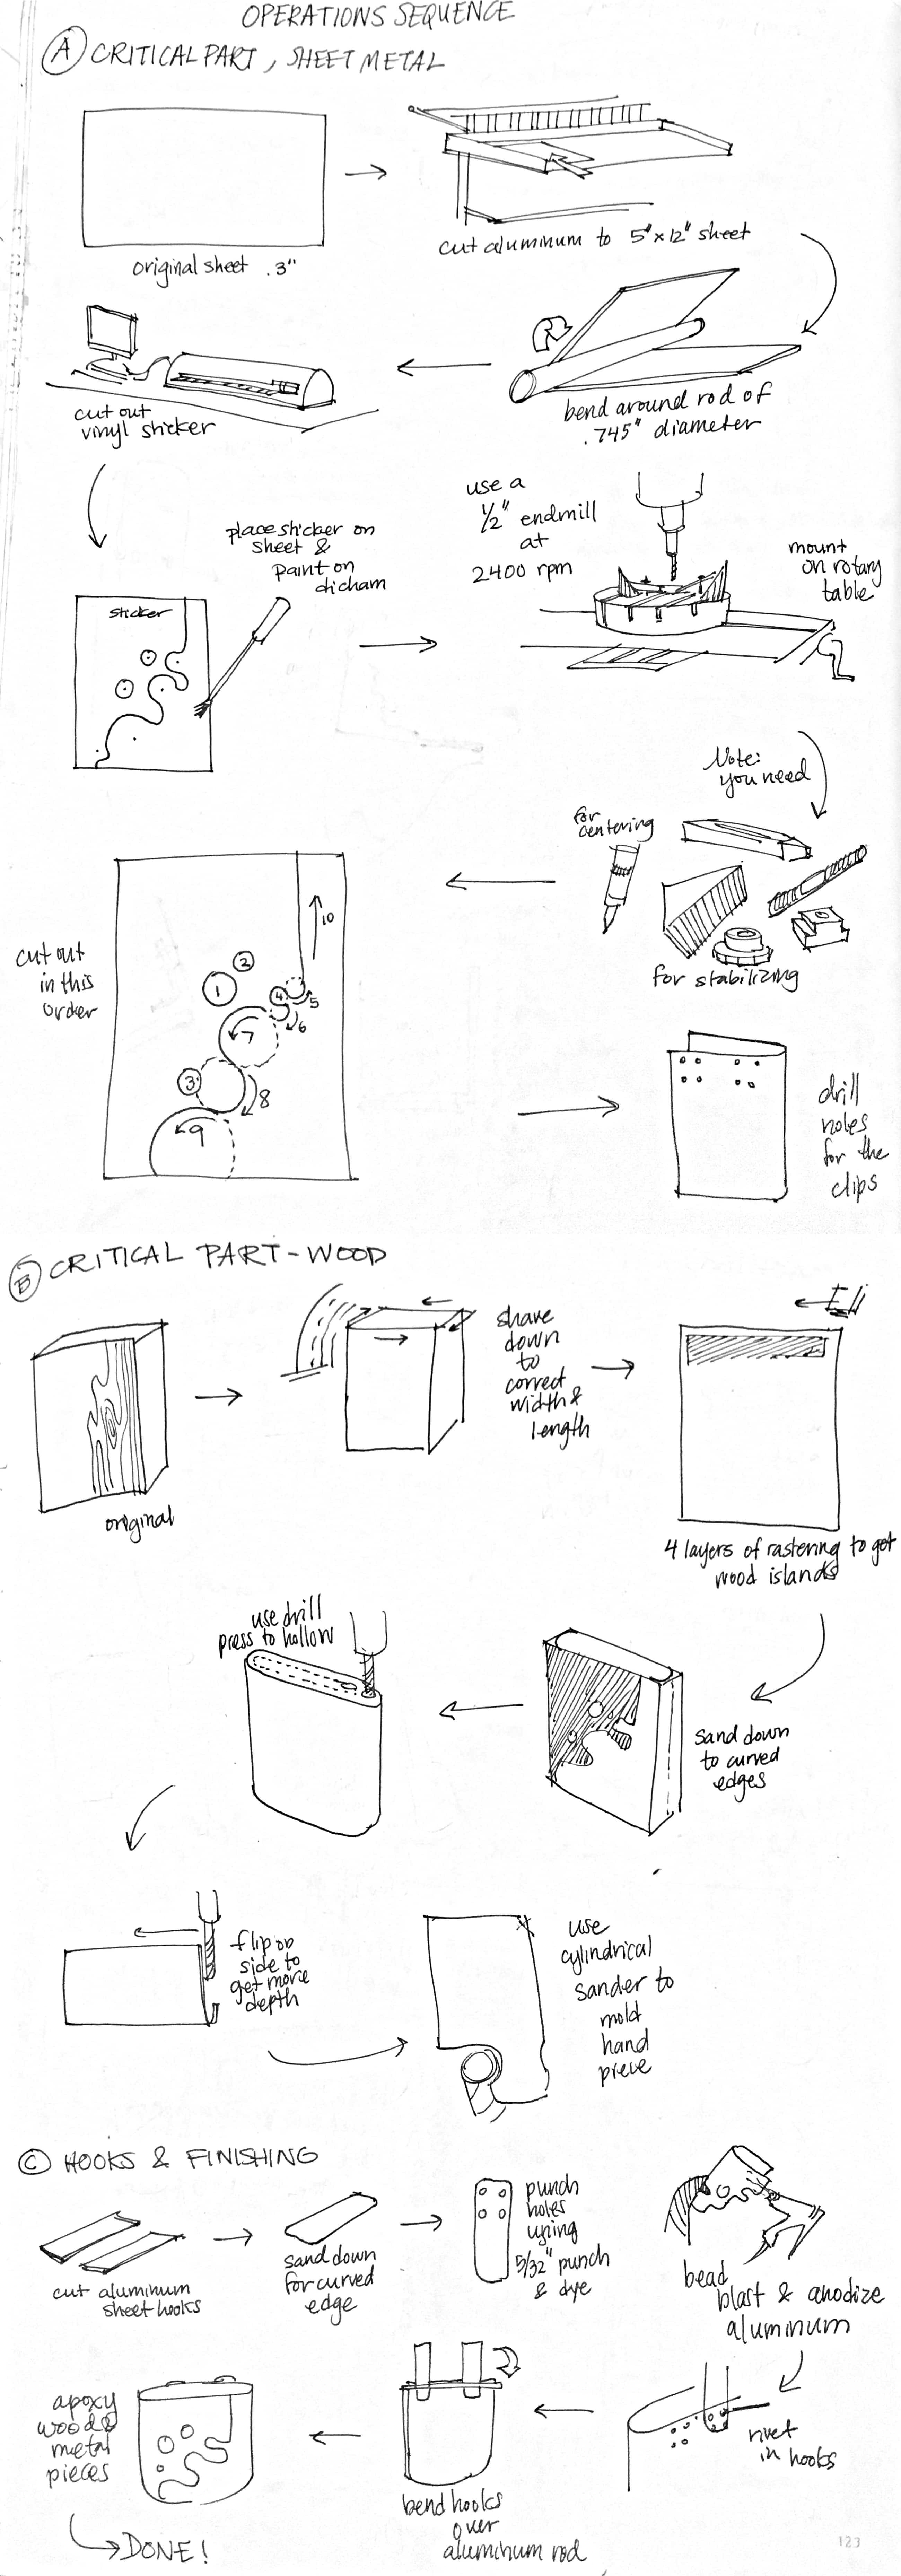 OPERATIONS SEQUENCE
A CRITICAL PART, SHEET METAL
original sheet .3"
cut aluminum to 5"x12" sheet
bend around rod of
.745" diameter
cut out
vinyl sticker
place sticker on
sheet &
paint on
dicham
sticker
use a
1/2" endmill
at
2400 rpm
mount
on rotary
table
Note:
you need
for
centering
for stabilizing
cut out
in this
order
1
2
3
4
5
6
7
8
9
10
drill
holes
for the
clips
B CRITICAL PART - WOOD
original
shave
down
to
correct
width &
length
4 layers of rastering to get
wood islands
sand down
to curved
edges
use drill
press to hollow
flip on
side to
get more
depth
use
cylindrical
sander to
mold
hand
piece
C HOOKS & FINISHING
cut aluminum
sheet hooks
sand down
for curved
edge
punch
holes
using
5/32" punch
& dye
bead
blast & anodize
aluminum
rivet
in hooks
bend hooks
over
aluminum rod
apoxy
wood &
metal
pieces
DONE!
123